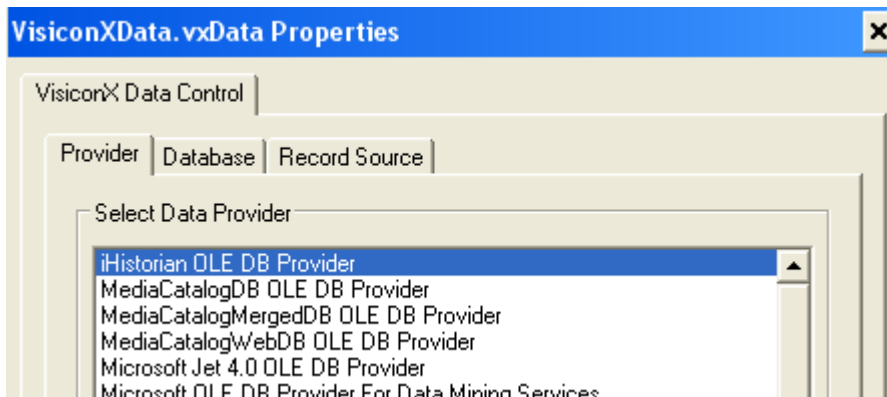 VisiconXData.vxData Properties
VisiconX Data Control
Provider Database Record Source
Select Data Provider
iHistorian OLE DB Provider
MediaCatalogDB OLE DB Provider
MediaCatalogMergedDB OLE DB Provider
MediaCatalogWebDB OLE DB Provider
Microsoft Jet 4.0 OLE DB Provider
Microsoft OLE DB Provider For Data Mining Services